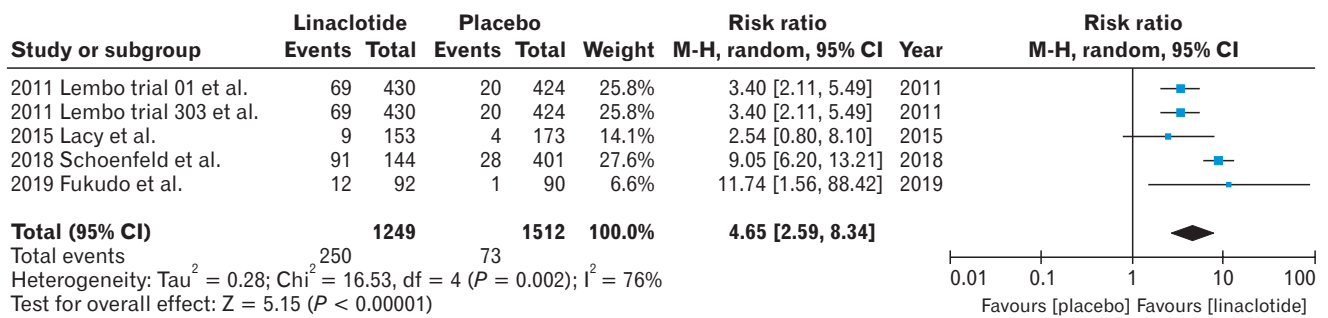 Linaclotide Placebo Risk ratio Risk ratio
Study or subgroup Events Total Events Total Weight M-H, random, 95% CI Year M-H, random, 95% CI
2011 Lembo trial 01 et al. 69 430 20 424 25.8% 3.40 [2.11, 5.49] 2011
2011 Lembo trial 303 et al. 69 430 20 424 25.8% 3.40 [2.11, 5.49] 2011
2015 Lacy et al. 9 153 4 173 14.1% 2.54 [0.80, 8.10] 2015
2018 Schoenfeld et al. 91 144 28 401 27.6% 9.05 [6.20, 13.21] 2018
2019 Fukudo et al. 12 92 1 90 6.6% 11.74 [1.56, 88.42] 2019
Total (95% CI) 1249 1512 100.0% 4.65 [2.59, 8.34]
Total events 250 73
Heterogeneity: Tau² = 0.28; Chi² = 16.53, df = 4 (P = 0.002); I² = 76%
Test for overall effect: Z = 5.15 (P < 0.00001)
0.01 0.1 1 10 100
Favours [placebo] Favours [linaclotide]